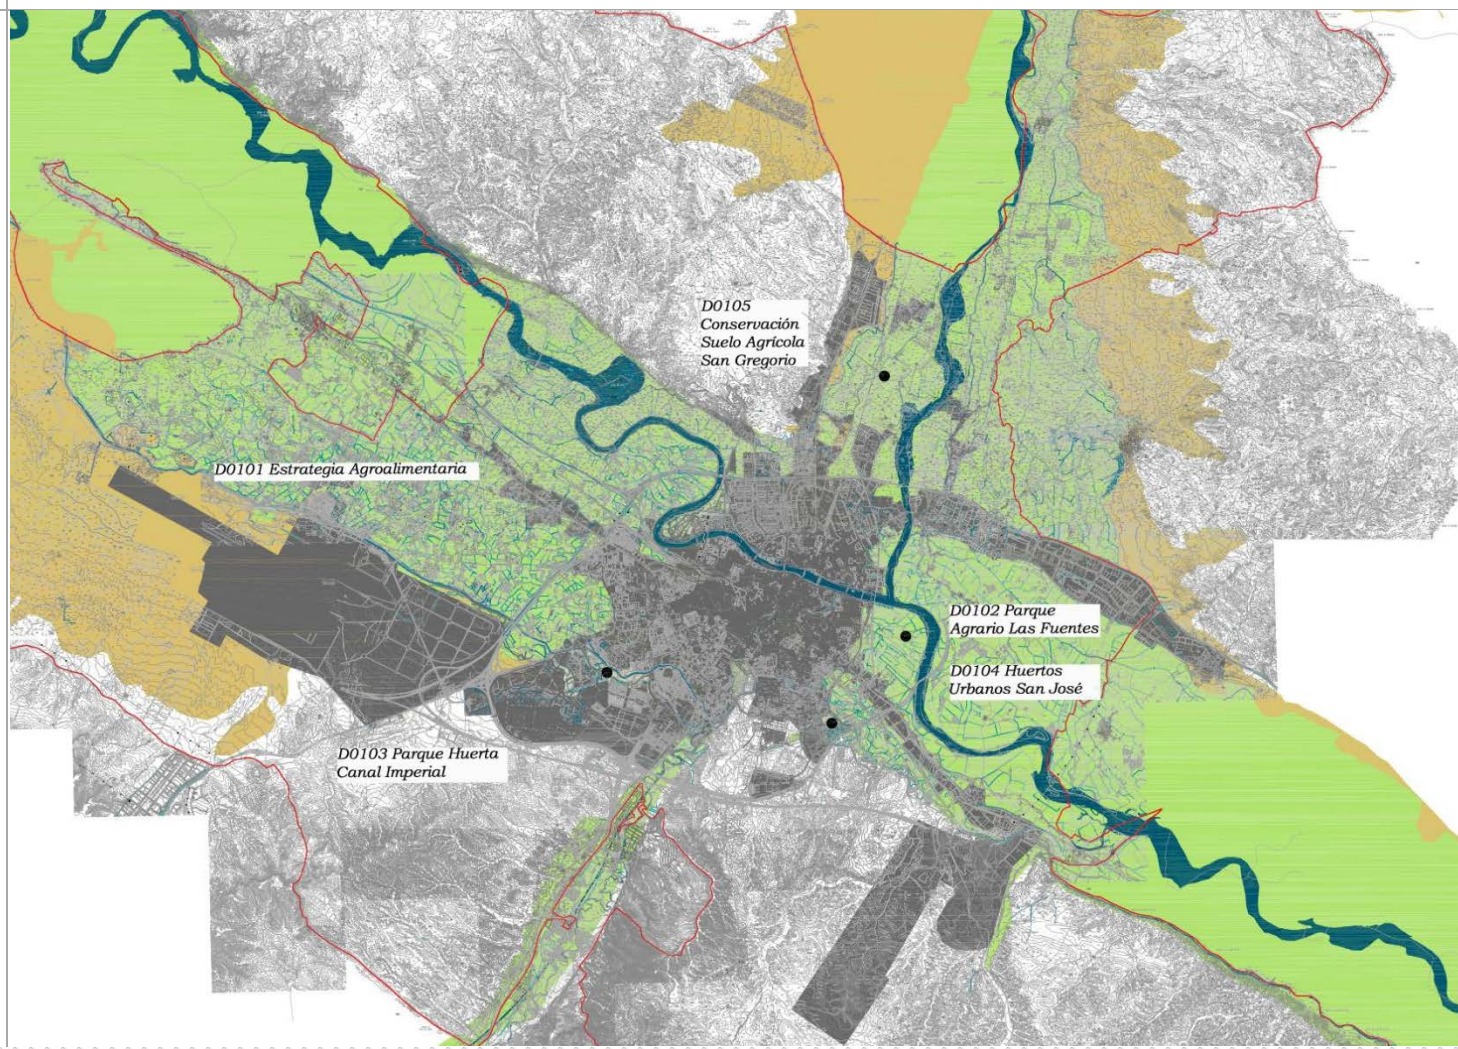 D0105
Conservación
Suelo Agrícola
San Gregorio
D0101 Estrategia Agroalimentaria
D0102 Parque
Agrario Las Fuentes
D0104 Huertos
Urbanos San José
D0103 Parque Huerta
Canal Imperial